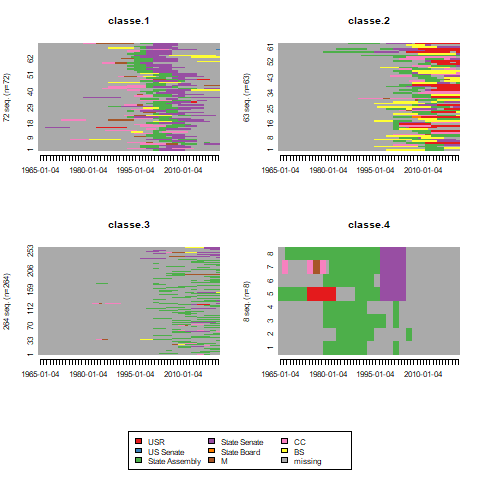 classe.1
72 seq. (n=72)
1 9 18 29 40 51 62
1965-01-04 1980-01-04 1995-01-04 2010-01-04
classe.2
63 seq. (n=63)
1 8 16 25 34 43 52 61
1965-01-04 1980-01-04 1995-01-04 2010-01-04
classe.3
264 seq. (n=264)
1 33 70 112 159 206 253
1965-01-04 1980-01-04 1995-01-04 2010-01-04
classe.4
8 seq. (n=8)
1 2 3 4 5 6 7 8
1965-01-04 1980-01-04 1995-01-04 2010-01-04
USR State Senate CC
US Senate State Board BS
State Assembly M missing